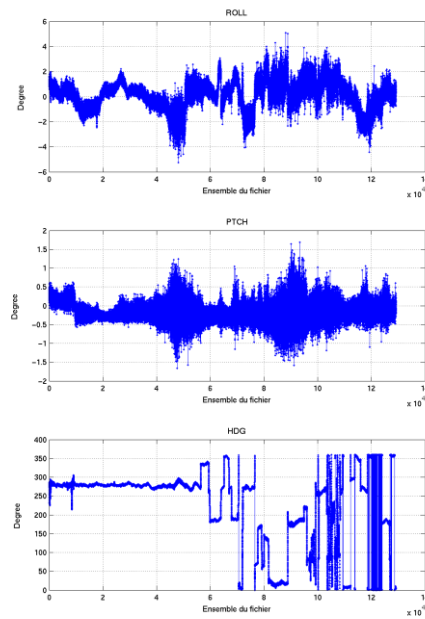 ROLL
6
4
2
0
-2
-4
-6
Degree
0 2 4 6 8 10 12 14
Ensemble du fichier
x 10^4
PTCH
2
1.5
1
0.5
0
-0.5
-1
-1.5
-2
Degree
0 2 4 6 8 10 12 14
Ensemble du fichier
x 10^4
HDG
400
350
300
250
200
150
100
50
0
Degree
0 2 4 6 8 10 12 14
Ensemble du fichier
x 10^4